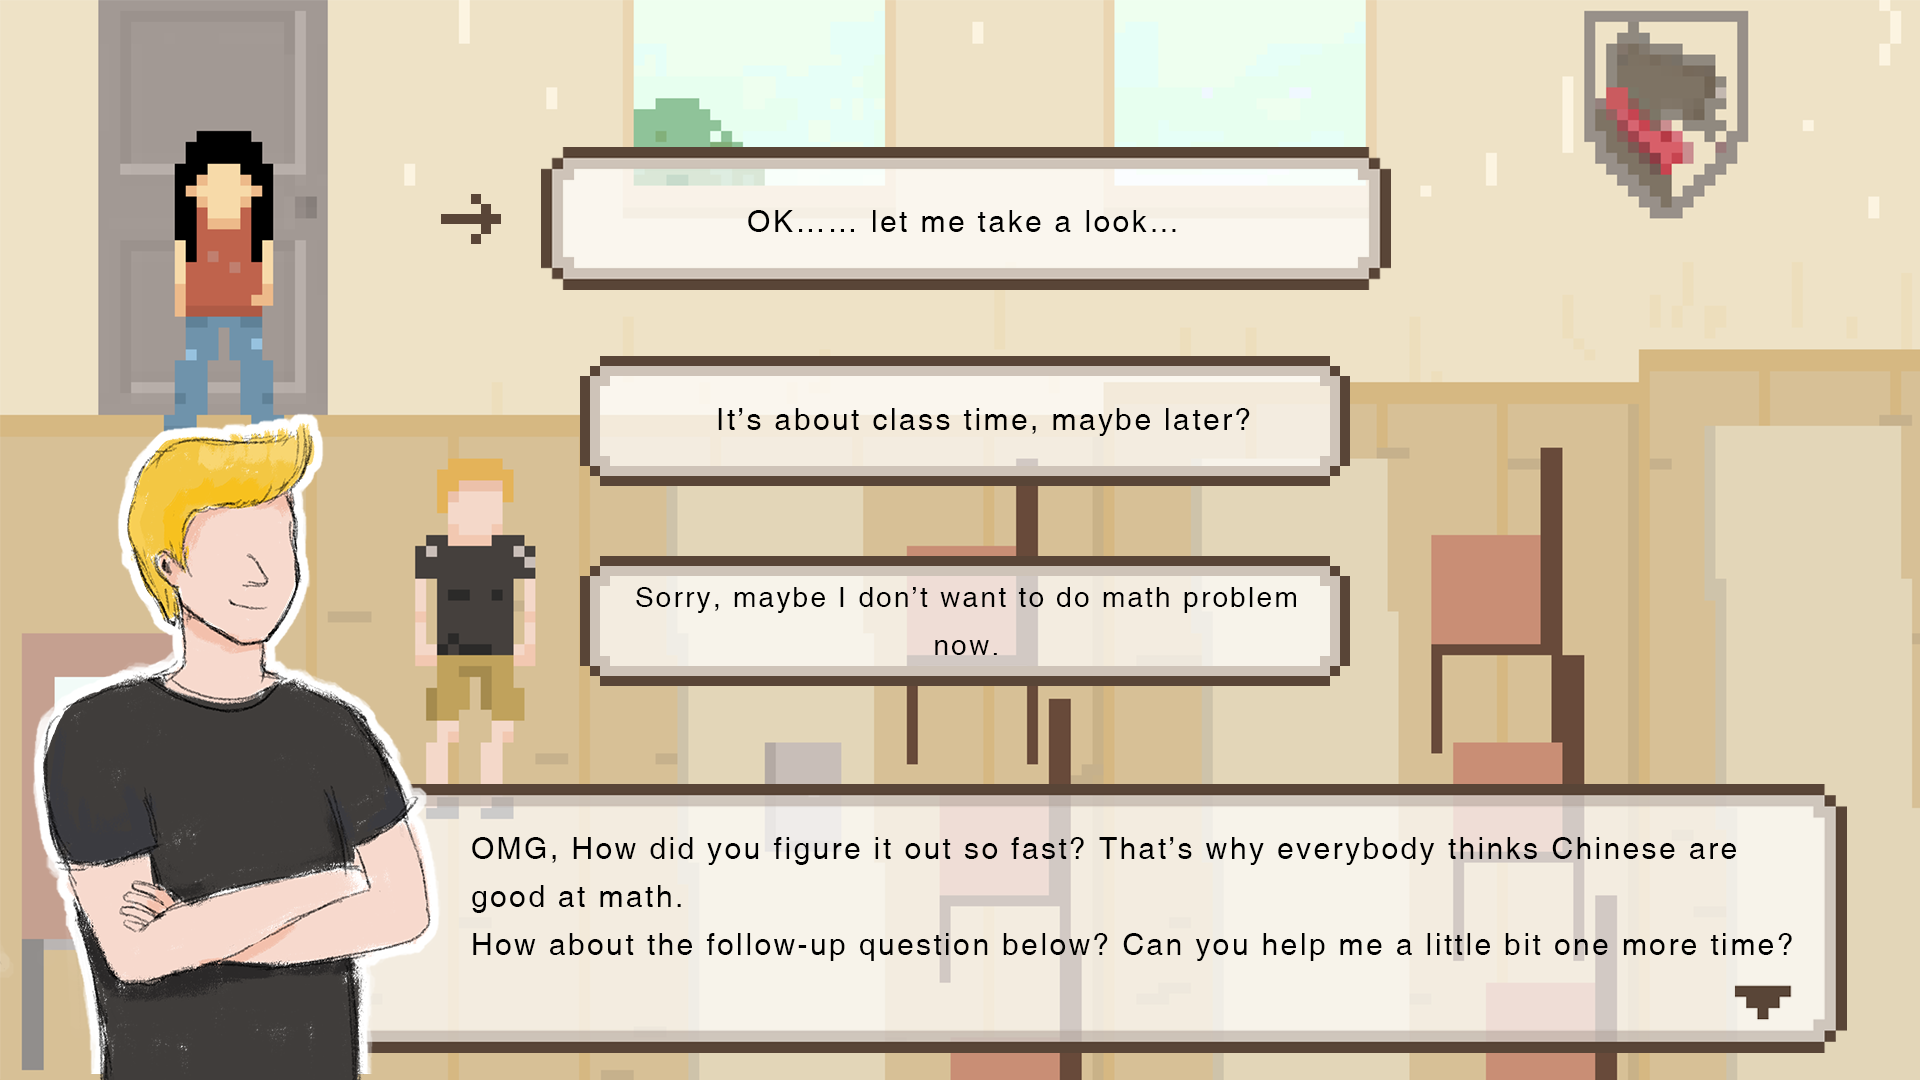 OK…… let me take a look…
It’s about class time, maybe later?
Sorry, maybe I don’t want to do math problem
now.
OMG, How did you figure it out so fast? That’s why everybody thinks Chinese are
good at math.
How about the follow-up question below? Can you help me a little bit one more time?